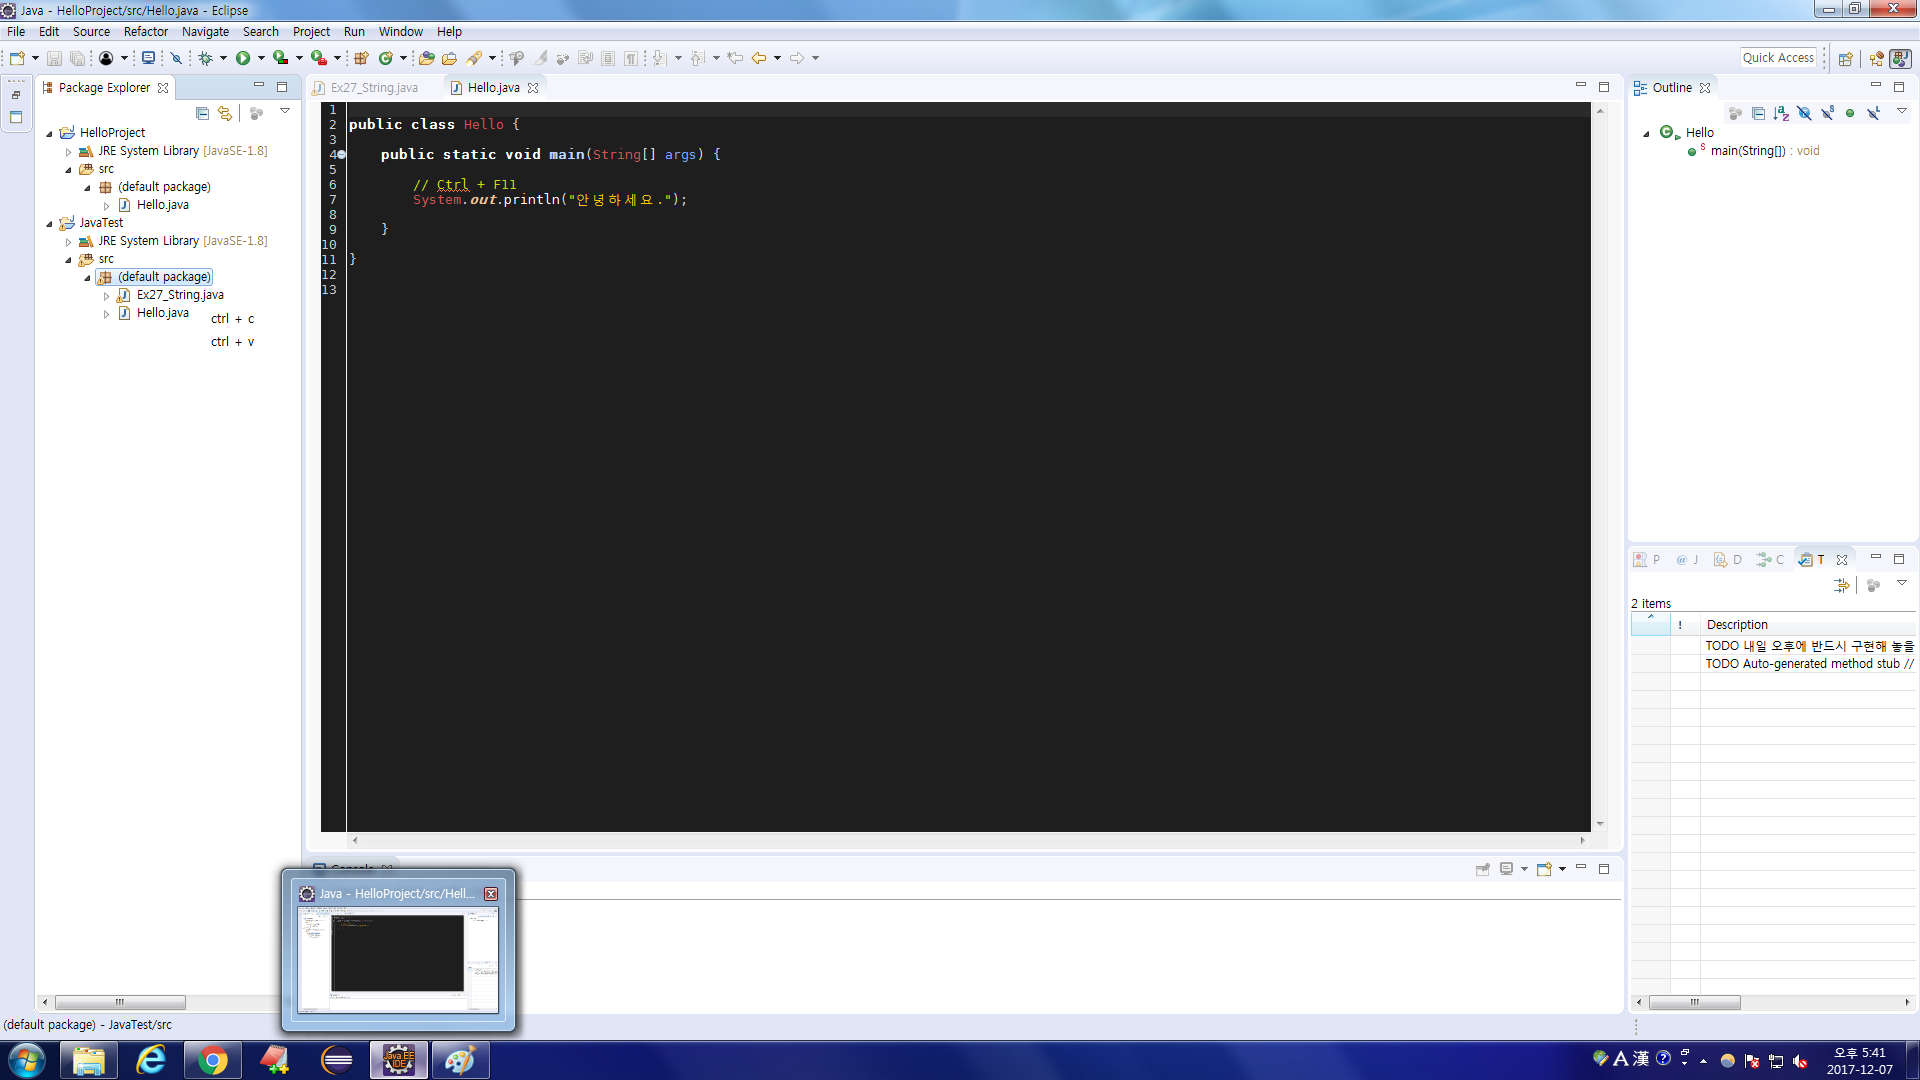 Java - HelloProject/src/Hello.java - Eclipse
File Edit Source Refactor Navigate Search Project Run Window Help
Quick Access
Package Explorer
HelloProject
JRE System Library [JavaSE-1.8]
src
(default package)
Hello.java
JavaTest
JRE System Library [JavaSE-1.8]
src
(default package)
Ex27_String.java
Hello.java
ctrl + c
ctrl + v
Ex27_String.java Hello.java
1
2 public class Hello {
3
4 public static void main(String[] args) {
5
6 // Ctrl + F11
7 System.out.println("안녕하세요.");
8
9 }
10
11 }
12
13
Outline
Hello
main(String[]) : void
P @ J D C T
2 items
! Description
TODO 내일 오후에 반드시 구현해 놓을
TODO Auto-generated method stub //
Console
Java - HelloProject/src/Hell...
(default package) - JavaTest/src
Java EE
IDE
A 漢
오후 5:41
2017-12-07